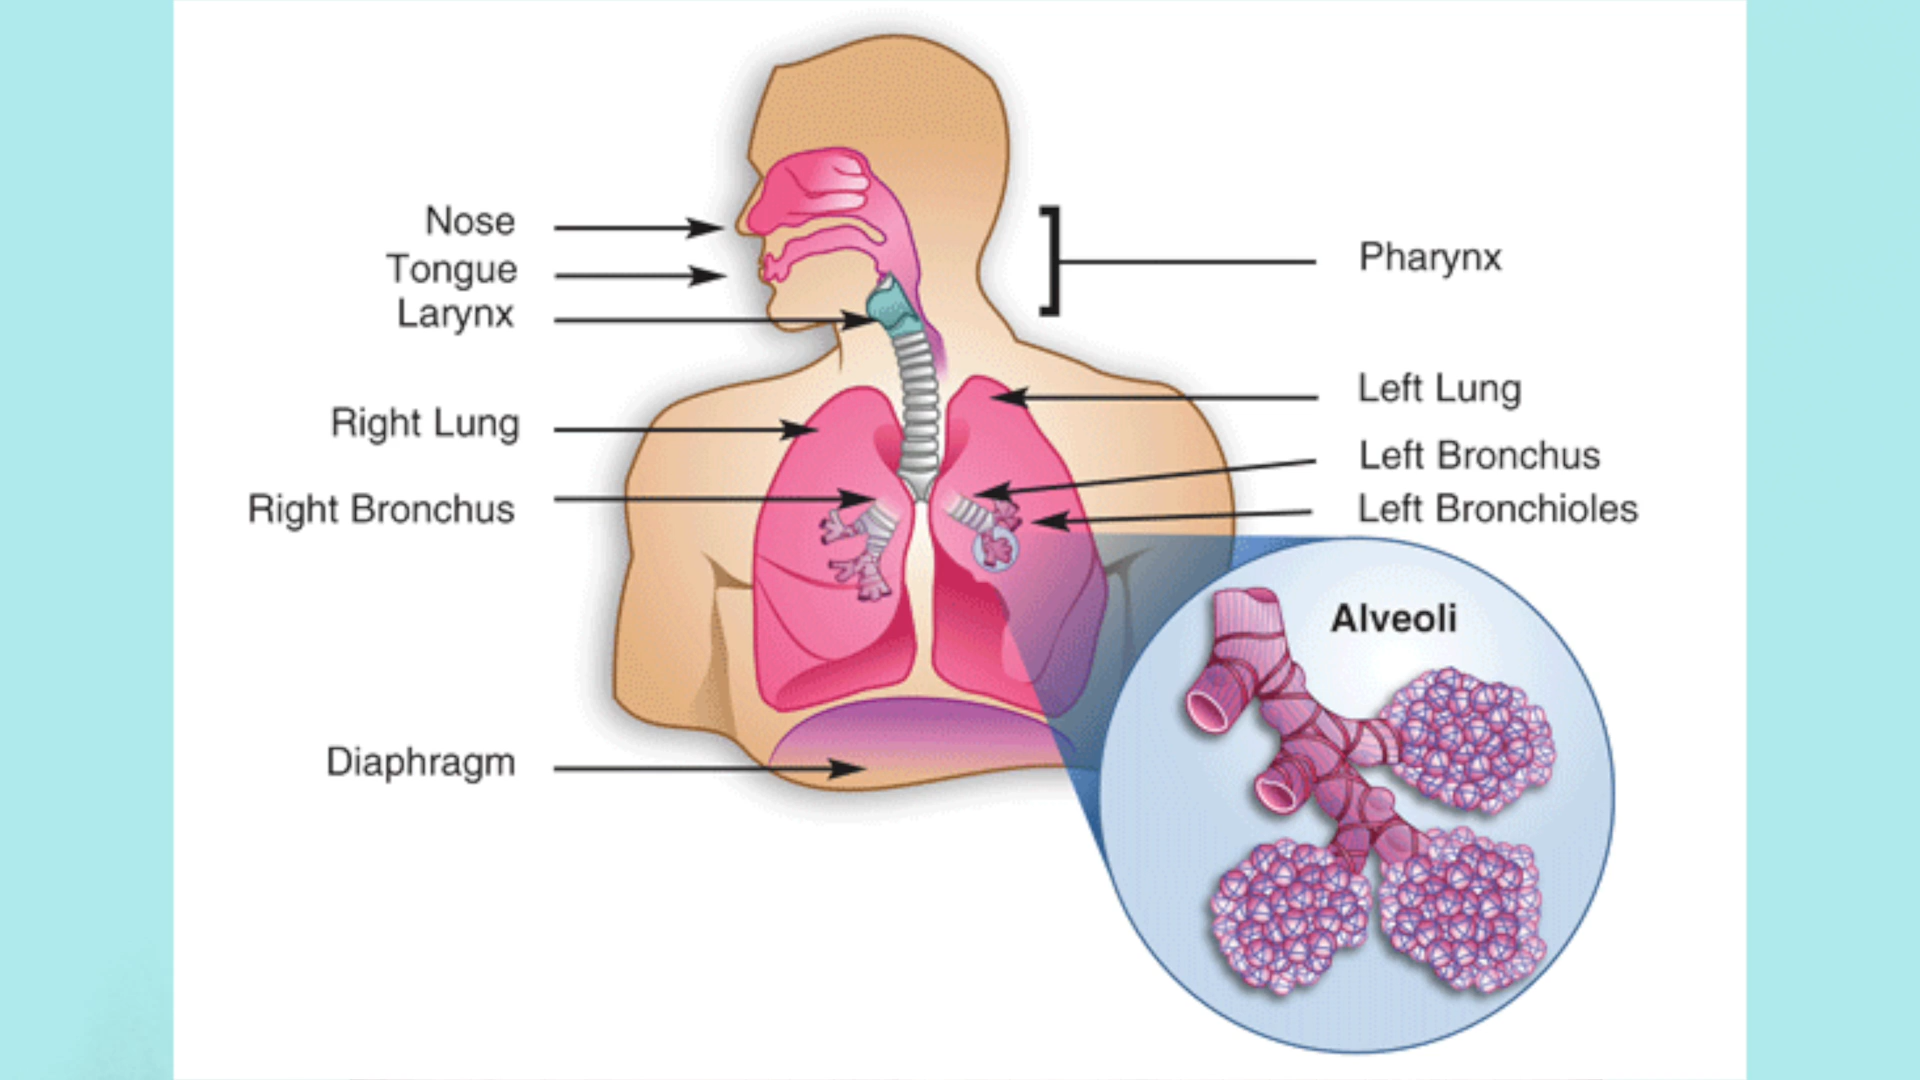 Nose
Tongue
Larynx
Right Lung
Right Bronchus
Diaphragm
Pharynx
Left Lung
Left Bronchus
Left Bronchioles
Alveoli